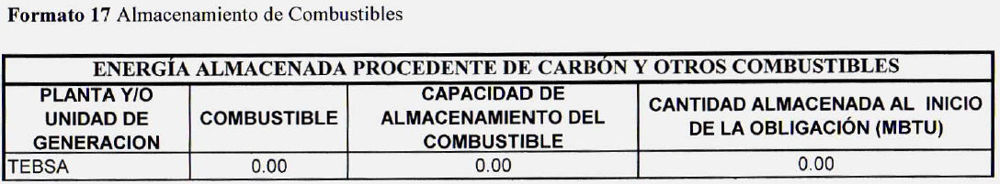 Formato 17 Almacenamiento de Combustibles
ENERGÍA ALMACENADA PROCEDENTE DE CARBÓN Y OTROS COMBUSTIBLES
PLANTA Y/O
UNIDAD DE
GENERACION
COMBUSTIBLE
CAPACIDAD DE
ALMACENAMIENTO DEL
COMBUSTIBLE
CANTIDAD ALMACENADA AL INICIO
DE LA OBLIGACIÓN (MBTU)
TEBSA 0.00 0.00 0.00